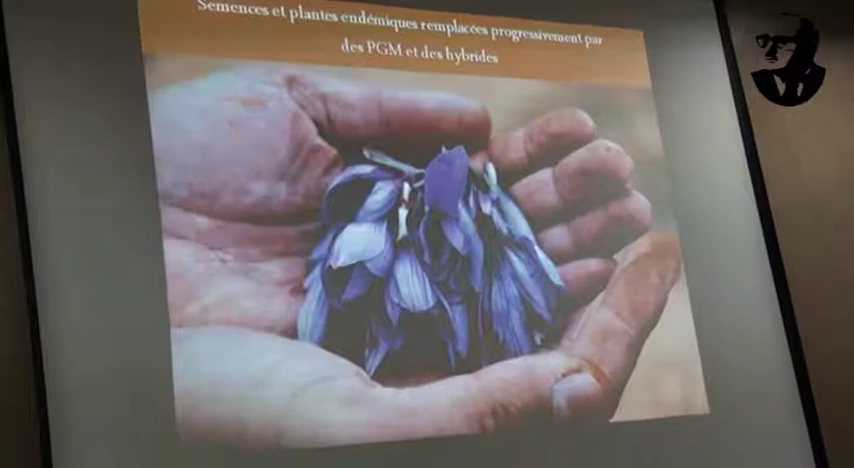 Semences et plantes endémiques remplacées progressivement par
des PGM et des hybrides